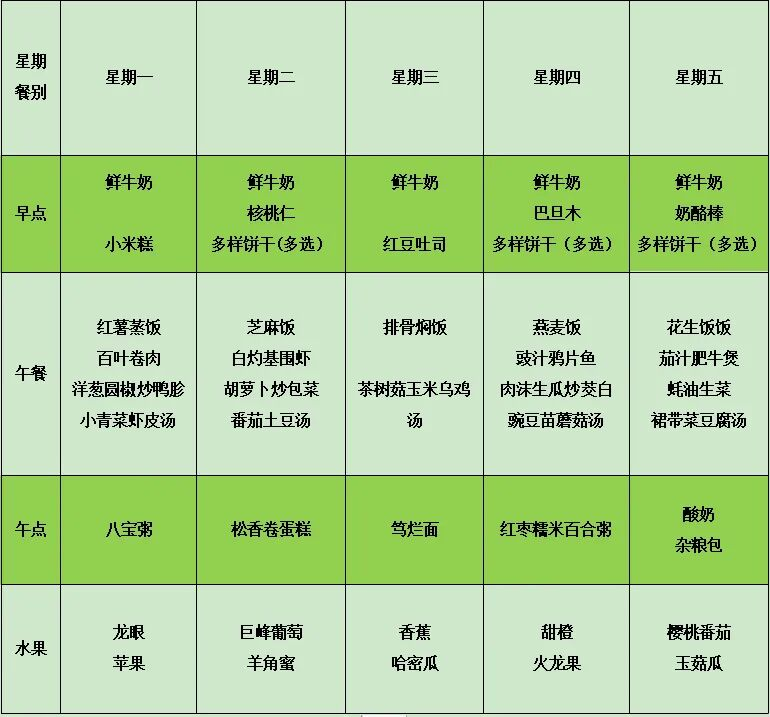 星期
餐别
星期一
星期二
星期三
星期四
星期五
早点
鲜牛奶
小米糕
鲜牛奶
核桃仁
多样饼干(多选）
鲜牛奶
红豆吐司
鲜牛奶
巴旦木
多样饼干（多选）
鲜牛奶
奶酪棒
多样饼干（多选）
午餐
红薯蒸饭
百叶卷肉
洋葱圆椒炒鸭胗
小青菜虾皮汤
芝麻饭
白灼基围虾
胡萝卜炒包菜
番茄土豆汤
排骨焖饭
茶树菇玉米乌鸡
汤
燕麦饭
豉汁鸦片鱼
肉沫生瓜炒茭白
豌豆苗蘑菇汤
花生饭饭
茄汁肥牛煲
蚝油生菜
裙带菜豆腐汤
午点
八宝粥
松香卷蛋糕
笃烂面
红枣糯米百合粥
酸奶
杂粮包
水果
龙眼
苹果
巨峰葡萄
羊角蜜
香蕉
哈密瓜
甜橙
火龙果
樱桃番茄
玉菇瓜